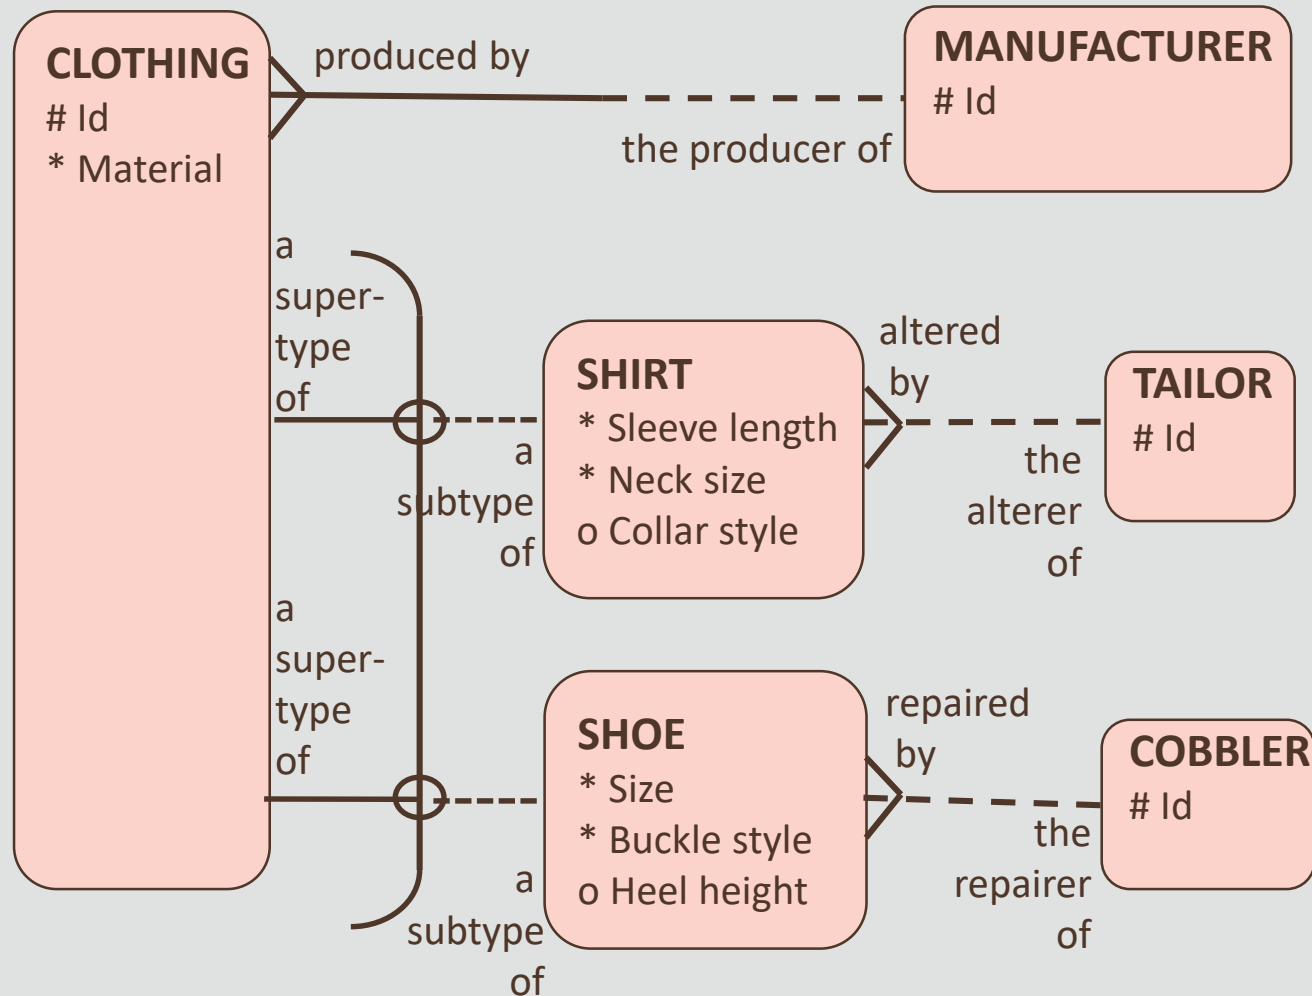 CLOTHING
# Id
* Material
produced by
the producer of
MANUFACTURER
# Id
a
super-
type
of
a
subtype
of
SHIRT
* Sleeve length
* Neck size
o Collar style
altered
by
the
alterer
of
TAILOR
# Id
a
super-
type
of
a
subtype
of
SHOE
* Size
* Buckle style
o Heel height
repaired
by
the
repairer
of
COBBLER
# Id